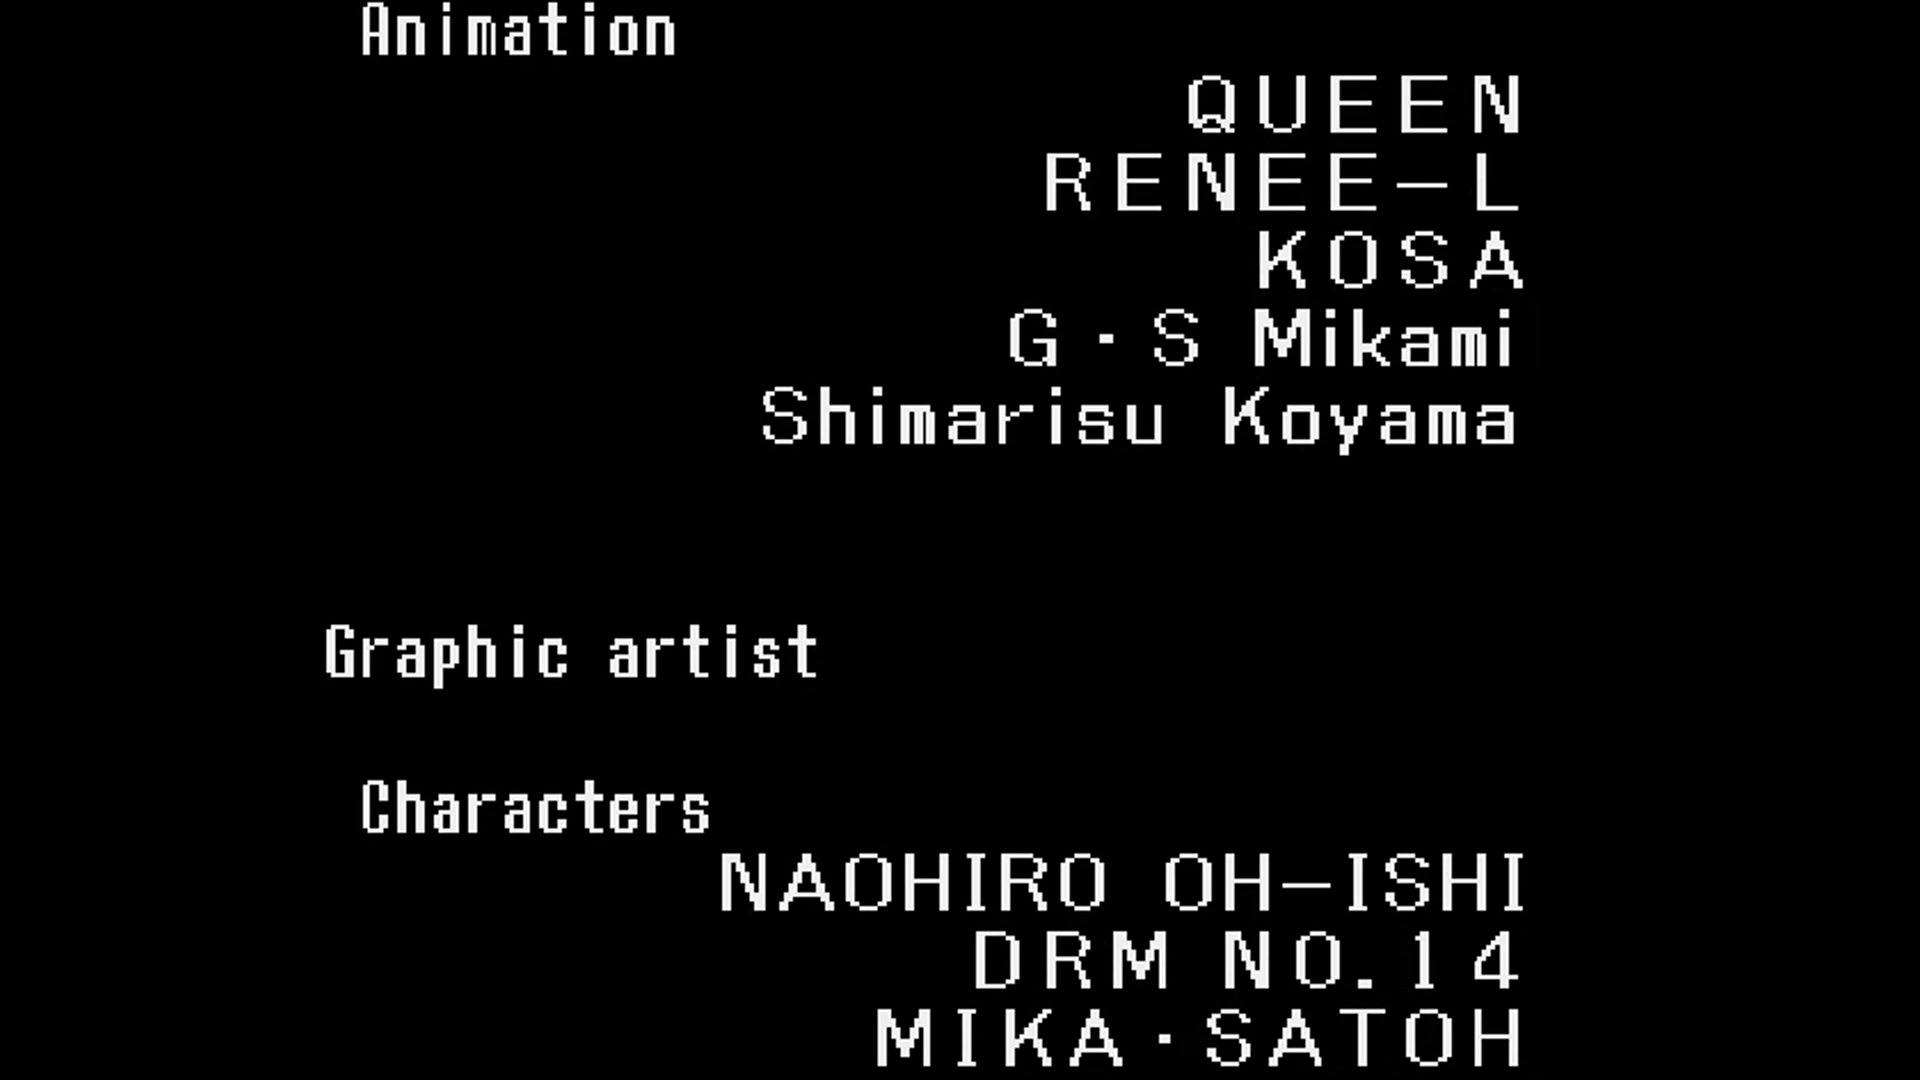 Animation
QUEEN
RENEE-L
KOSA
G・S Mikami
Shimarisu Koyama
Graphic artist
Characters
NAOHIRO OH-ISHI
DRM NO.14
MIKA・SATOH